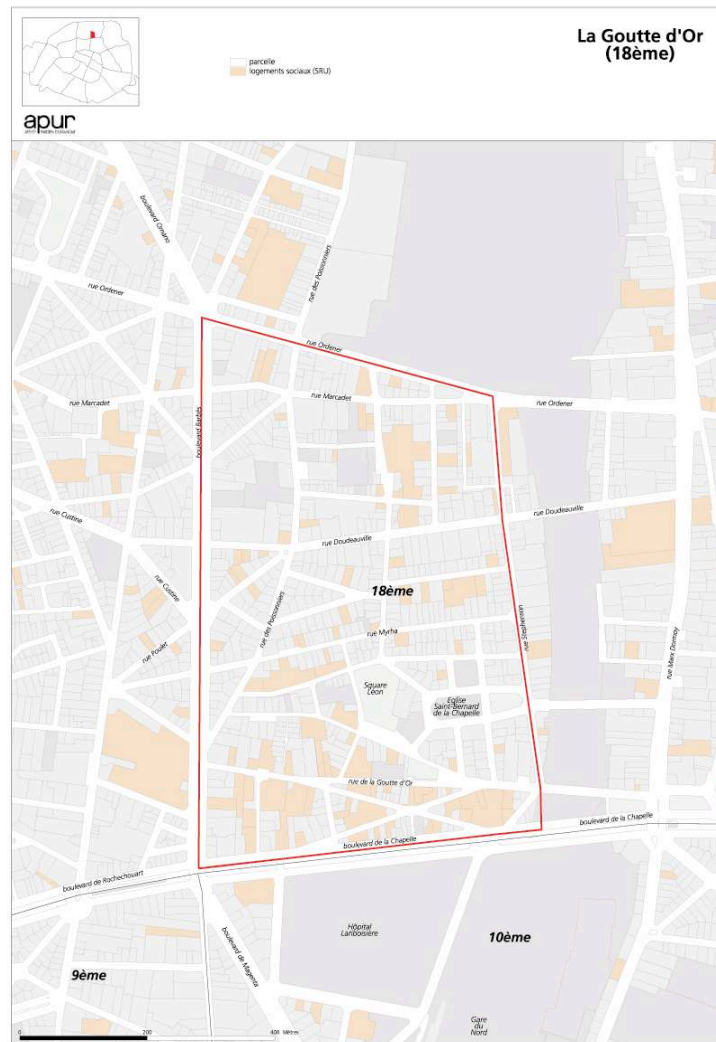 La Goutte d'Or
(18ème)
parcelle
logements sociaux (SRU)
apur
boulevard Ornano
rue Ordener
rue des Poissonniers
rue Ordener
rue Marcadet
rue Marcadet
rue Ordener
boulevard Barbès
rue Custine
rue Doudeauville
rue Doudeauville
rue Custine
rue des Poissonniers
18ème
rue Stephenson
rue Myrha
rue Poulet
rue Marx Dormoy
Square
Léon
Eglise
Saint-Bernard
de la Chapelle
rue de la Goutte d'Or
boulevard de la Chapelle
boulevard de la Chapelle
boulevard de Rochechouart
Hôpital
Lariboisière
10ème
boulevard de Magenta
9ème
Gare
du
Nord
0
200
400 Mètres